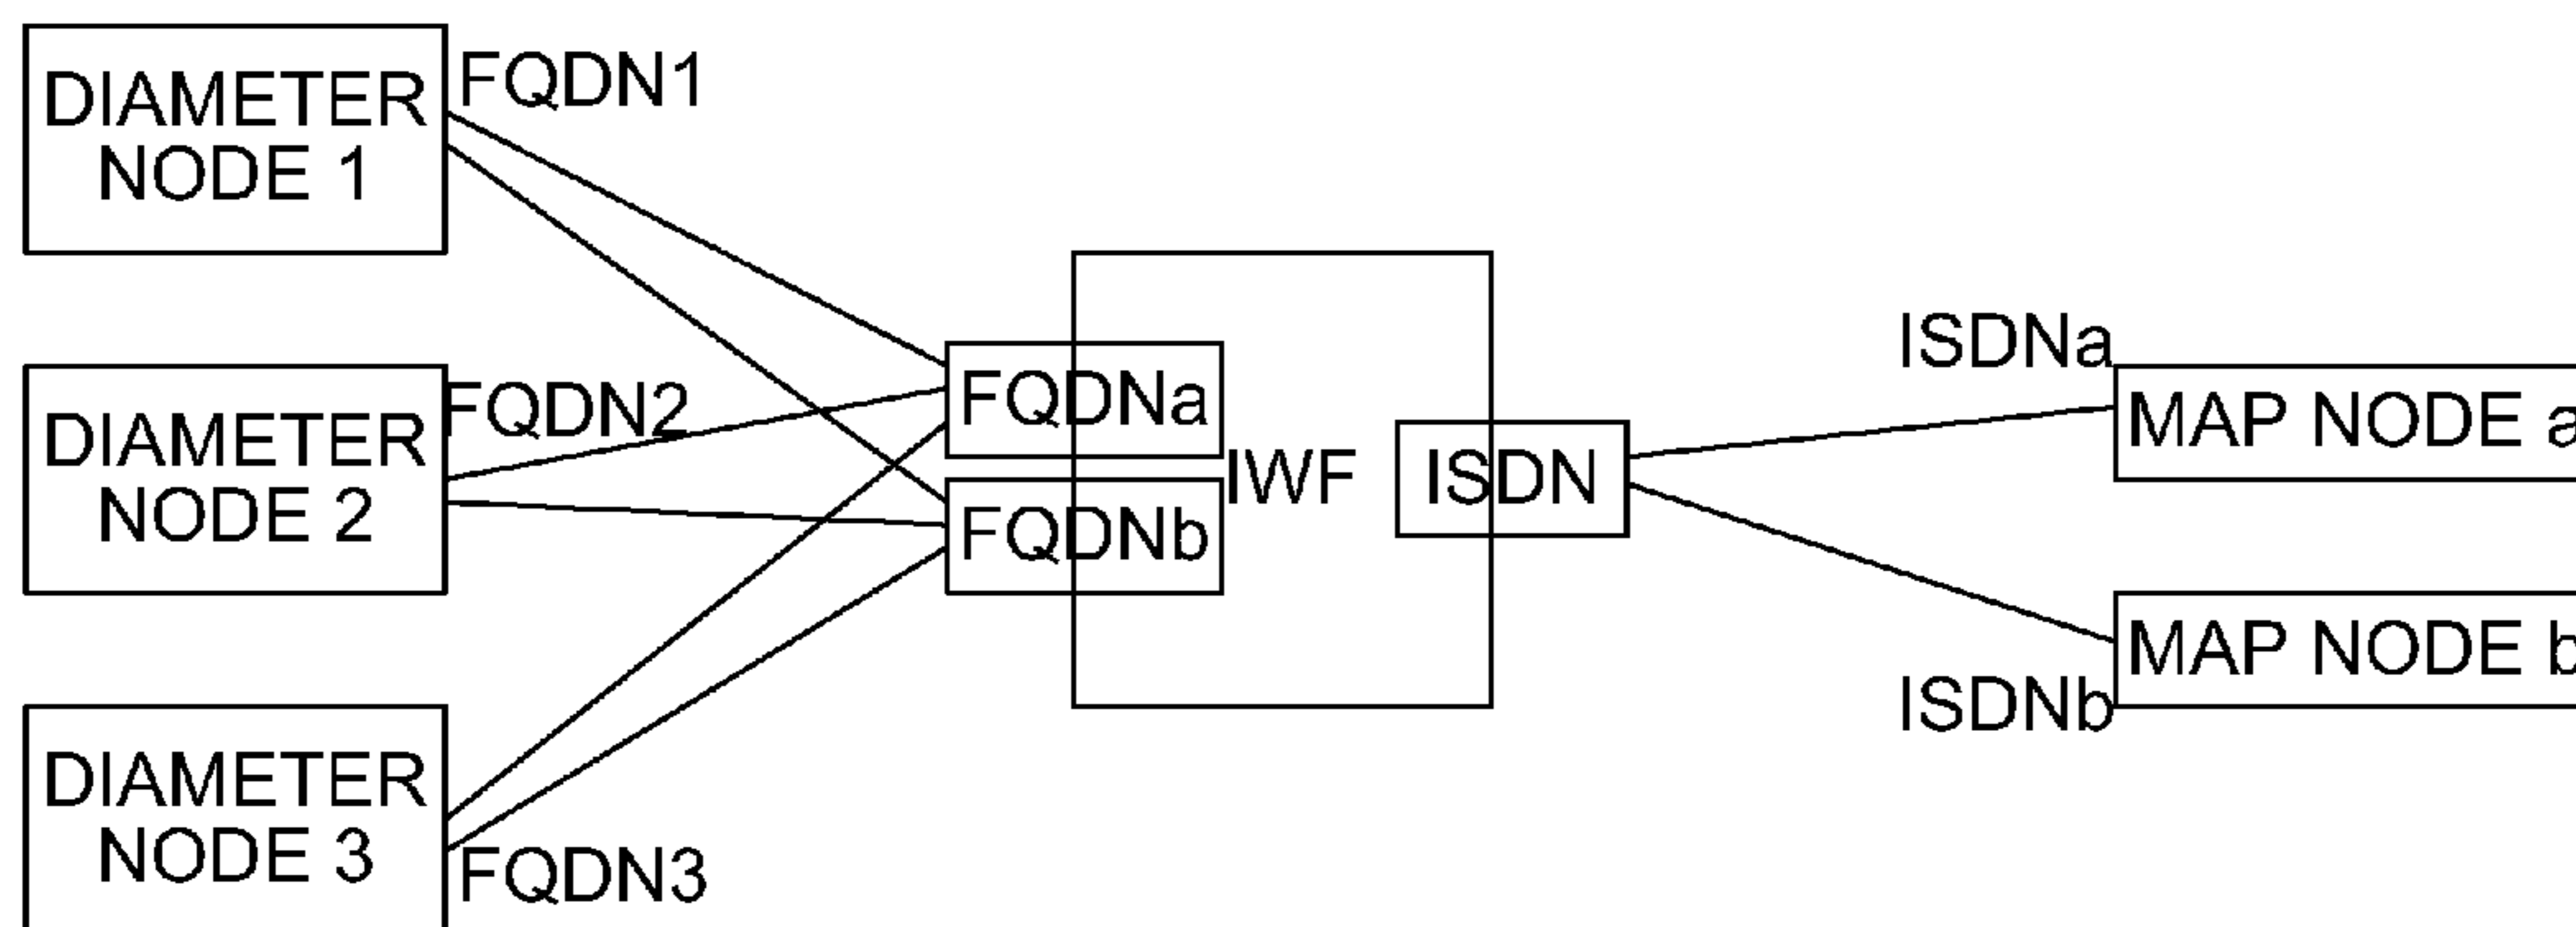 DIAMETER
NODE 1
FQDN1
DIAMETER
NODE 2
FQDN2
DIAMETER
NODE 3
FQDN3
FQDNa
FQDNb
IWF
ISDN
ISDNa
MAP NODE a
MAP NODE b
ISDNb